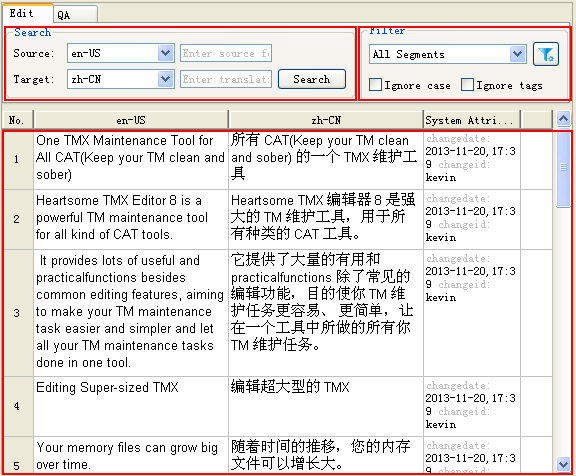 Edit QA
Search
Source: en-US Enter source fo
Target: zh-CN Enter translat Search
Filter
All Segments
Ignore case Ignore tags
No. en-US zh-CN System Attri...
1
One TMX Maintenance Tool for
All CAT(Keep your TM clean and
sober)
所有 CAT(Keep your TM clean
and sober) 的一个 TMX 维护工
具
changedate:
2013-11-20,17:3
9 changeid:
kevin
2
Heartsome TMX Editor 8 is a
powerful TM maintenance tool
for all kind of CAT tools.
Heartsome TMX 编辑器 8 是强
大的 TM 维护工具，用于所
有种类的 CAT 工具。
changedate:
2013-11-20,17:3
9 changeid:
kevin
3
It provides lots of useful and
practicalfunctions besides
common editing features, aiming
to make your TM maintenance
task easier and simpler and let
all your TM maintenance tasks
done in one tool.
它提供了大量的有用和
practicalfunctions 除了常见的
编辑功能，目的使你 TM 维
护任务更容易、 更简单，让
在一个工具中所做的所有你
TM 维护任务。
changedate:
2013-11-20,17:3
9 changeid:
kevin
4
Editing Super-sized TMX
编辑超大型的 TMX
changedate:
2013-11-20,17:3
9 changeid:
kevin
5
Your memory files can grow big
over time.
随着时间的推移，您的内存
文件可以增长大。
changedate:
2013-11-20,17:3